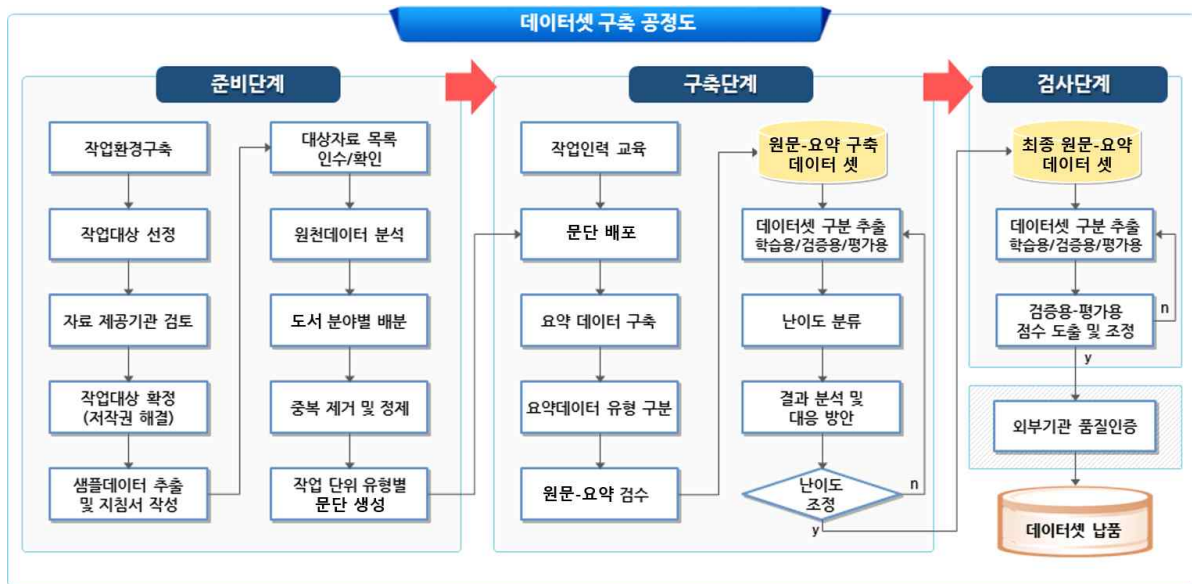 데이터셋 구축 공정도
준비단계
작업환경구축
작업대상 선정
자료 제공기관 검토
작업대상 확정
(저작권 해결)
샘플데이터 추출
및 지침서 작성
대상자료 목록
인수/확인
원천데이터 분석
도서 분야별 배분
중복 제거 및 정제
작업 단위 유형별
문단 생성
구축단계
작업인력 교육
문단 배포
요약 데이터 구축
요약데이터 유형 구분
원문-요약 검수
원문-요약 구축
데이터 셋
데이터셋 구분 추출
학습용/검증용/평가용
난이도 분류
결과 분석 및
대응 방안
난이도
조정
n
y
검사단계
최종 원문-요약
데이터 셋
데이터셋 구분 추출
학습용/검증용/평가용
검증용-평가용
점수 도출 및 조정
n
y
외부기관 품질인증
데이터셋 납품